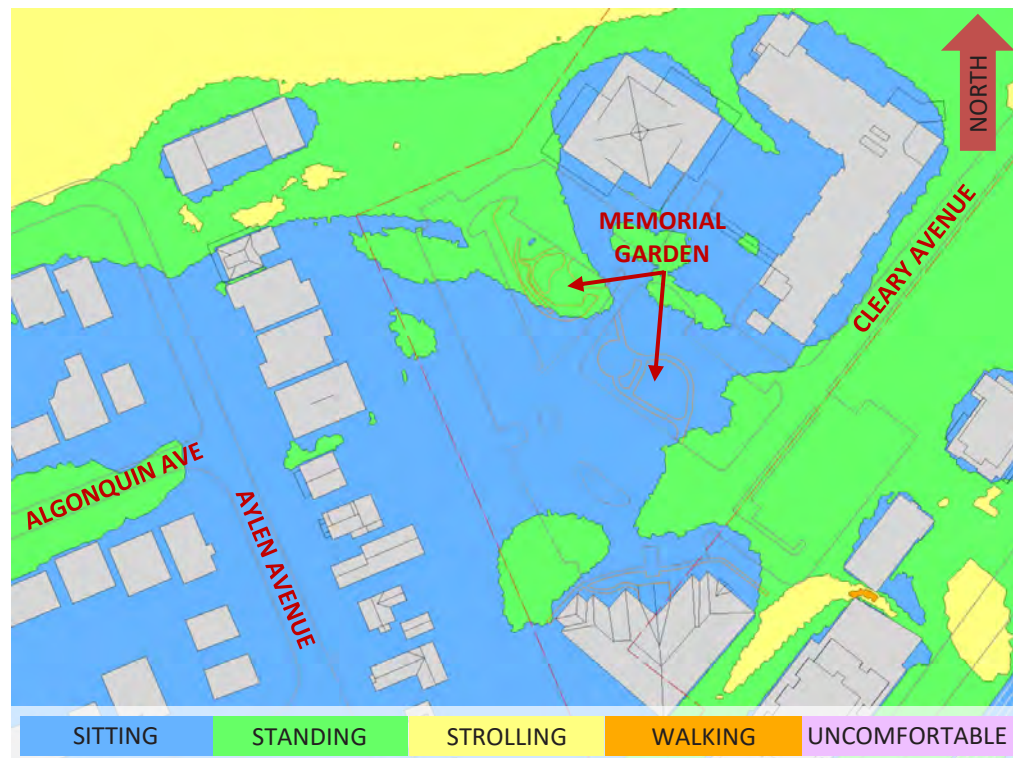 NORTH
MEMORIAL
GARDEN
CLEARY AVENUE
ALGONQUIN AVE
AYLEN AVENUE
SITTING
STANDING
STROLLING
WALKING
UNCOMFORTABLE